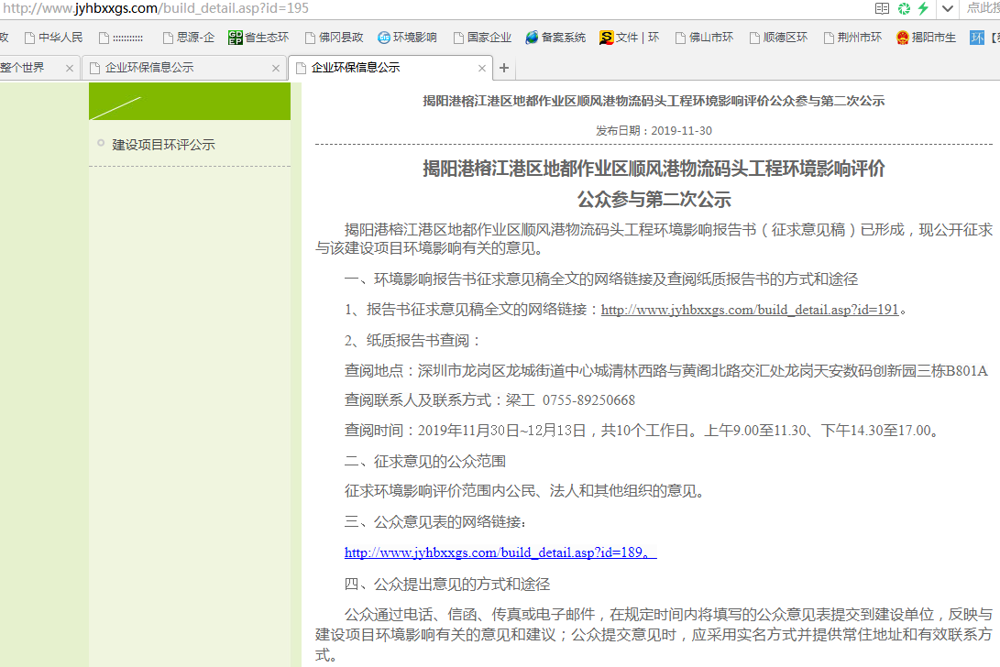 http://www.jyhbxxgs.com/build_detail.asp?id=195 点此搜
政 中华人民 ::::::::::: 思源-企 省生态环 佛冈县政 环境影响 国家企业 备案系统 文件 | 环 佛山市环 顺德区环 荆州市环 揭阳市生 环
整个世界 × 企业环保信息公示 × 企业环保信息公示 × +
揭阳港榕江港区地都作业区顺风港物流码头工程环境影响评价公众参与第二次公示
发布日期：2019-11-30
建设项目环评公示
揭阳港榕江港区地都作业区顺风港物流码头工程环境影响评价
公众参与第二次公示
揭阳港榕江港区地都作业区顺风港物流码头工程环境影响报告书（征求意见稿）已形成，现公开征求
与该建设项目环境影响有关的意见。
一、环境影响报告书征求意见稿全文的网络链接及查阅纸质报告书的方式和途径
1、报告书征求意见稿全文的网络链接：http://www.jyhbxxgs.com/build_detail.asp?id=191。
2、纸质报告书查阅：
查阅地点：深圳市龙岗区龙城街道中心城清林西路与黄阁北路交汇处龙岗天安数码创新园三栋B801A
查阅联系人及联系方式：梁工 0755-89250668
查阅时间：2019年11月30日~12月13日，共10个工作日。上午9.00至11.30、下午14.30至17.00。
二、征求意见的公众范围
征求环境影响评价范围内公民、法人和其他组织的意见。
三、公众意见表的网络链接:
http://www.jyhbxxgs.com/build_detail.asp?id=189。
四、公众提出意见的方式和途径
公众通过电话、信函、传真或电子邮件，在规定时间内将填写的公众意见表提交到建设单位，反映与
建设项目环境影响有关的意见和建议；公众提交意见时，应采用实名方式并提供常住地址和有效联系方
式。